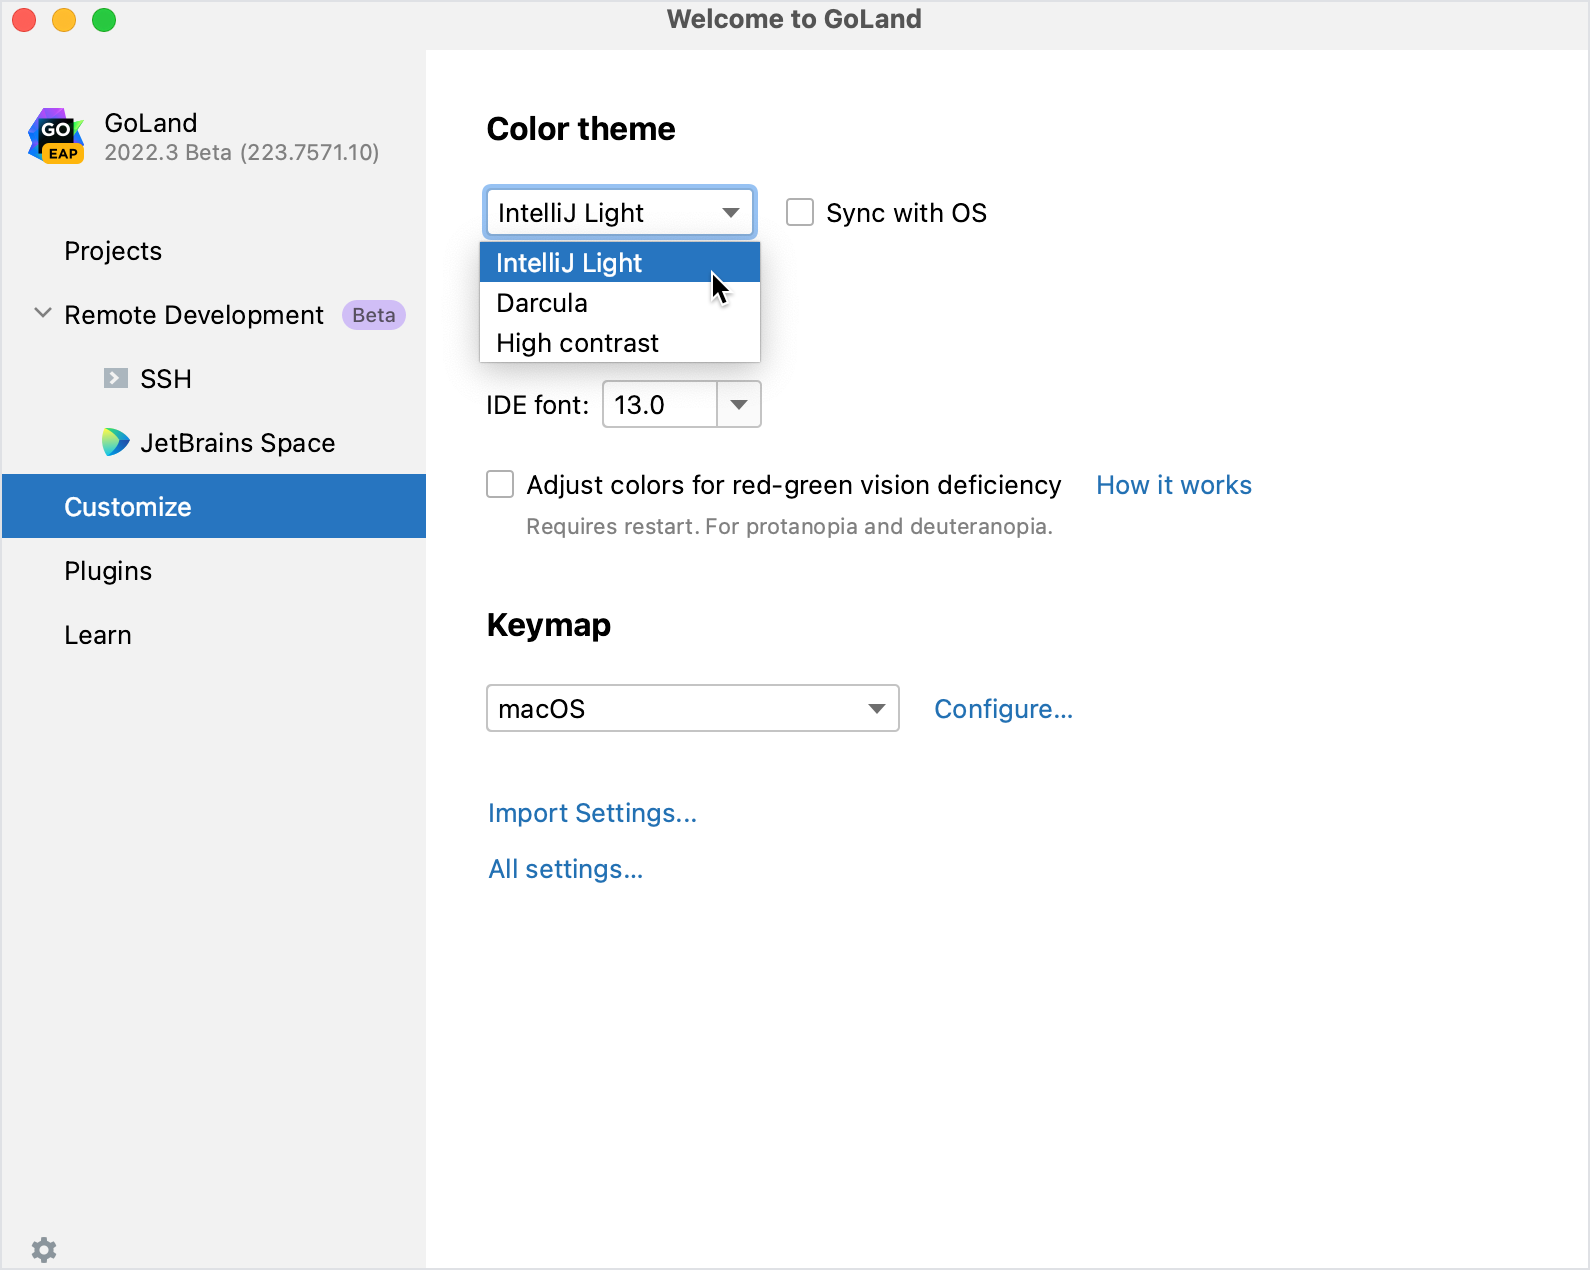 Welcome to GoLand
GO
EAP
GoLand
2022.3 Beta (223.7571.10)
Projects
Remote Development Beta
SSH
JetBrains Space
Customize
Plugins
Learn
Color theme
IntelliJ Light Sync with OS
IntelliJ Light
Darcula
High contrast
IDE font: 13.0
Adjust colors for red-green vision deficiency How it works
Requires restart. For protanopia and deuteranopia.
Keymap
macOS Configure...
Import Settings...
All settings...